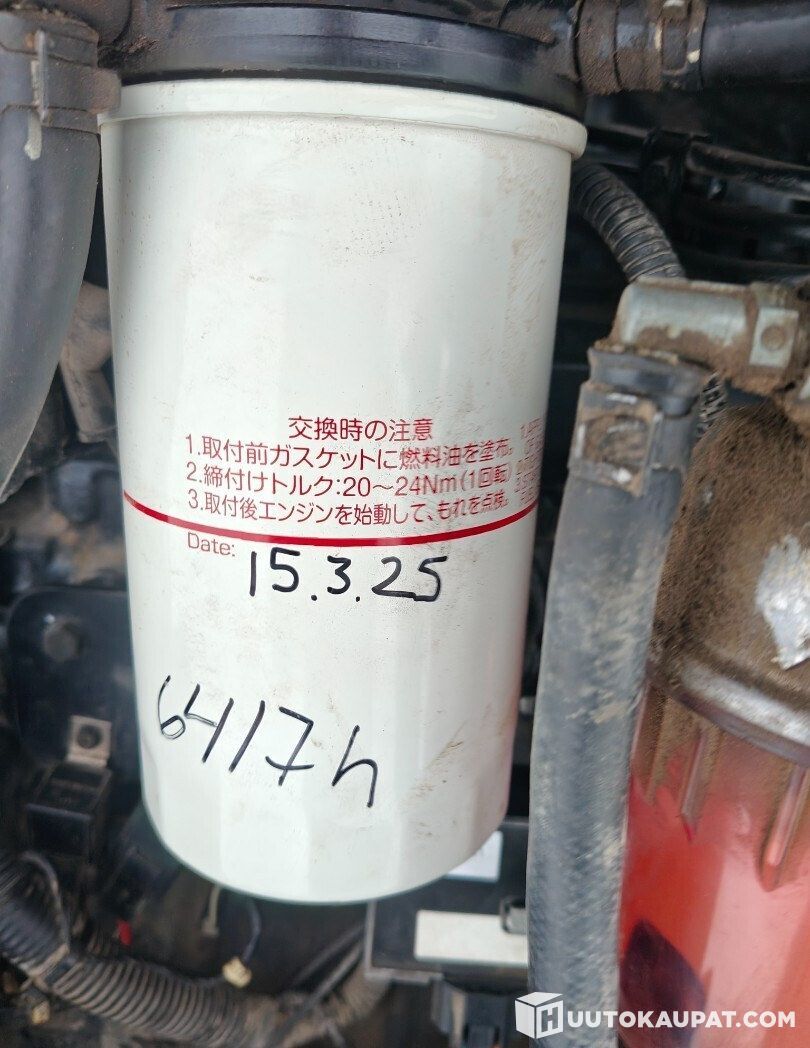 交換時の注意
1.取付前ガスケットに燃料油を塗布。
2.締付けトルク:20～24Nm(1回転)
3.取付後エンジンを始動して、もれを点検。
Date: 15.3.25
6417h
HUUTOKAUPAT.COM